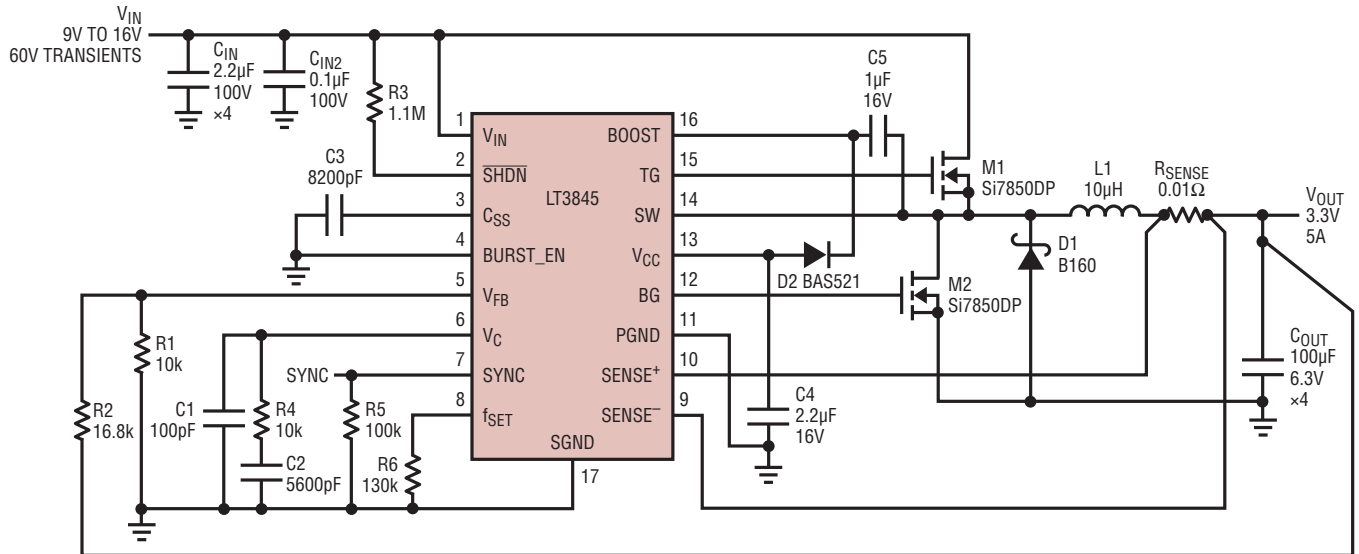 VIN
9V TO 16V
60V TRANSIENTS
CIN
2.2µF
100V
×4
CIN2
0.1µF
100V
R3
1.1M
C3
8200pF
C5
1µF
16V
1
VIN
2
SHDN
3
CSS
4
BURST_EN
5
VFB
6
VC
7
SYNC
8
fSET
LT3845
SGND
17
16
BOOST
15
TG
14
SW
13
VCC
12
BG
11
PGND
10
SENSE+
9
SENSE–
M1
Si7850DP
L1
10µH
RSENSE
0.01Ω
VOUT
3.3V
5A
D2 BAS521
D1
B160
M2
Si7850DP
COUT
100µF
6.3V
×4
C4
2.2µF
16V
R1
10k
R2
16.8k
C1
100pF
R4
10k
C2
5600pF
SYNC
R5
100k
R6
130k